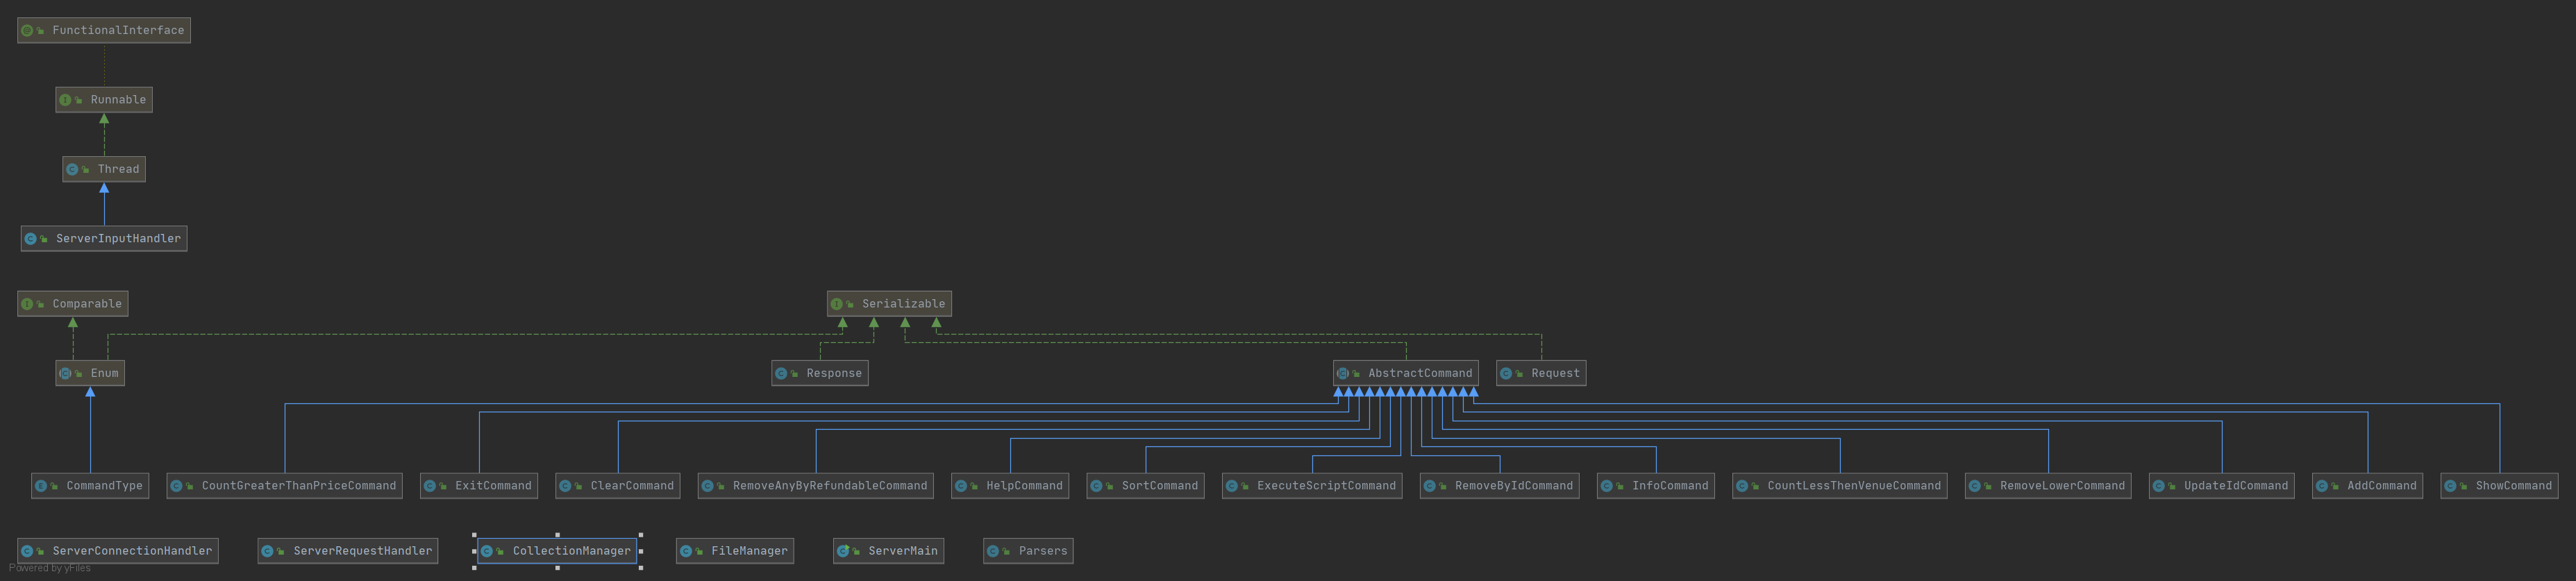 FunctionalInterface
Runnable
Thread
ServerInputHandler
Comparable Serializable
Enum Response AbstractCommand Request
CommandType CountGreaterThanPriceCommand ExitCommand ClearCommand RemoveAnyByRefundableCommand HelpCommand SortCommand ExecuteScriptCommand RemoveByIdCommand InfoCommand CountLessThenVenueCommand RemoveLowerCommand UpdateIdCommand AddCommand ShowCommand
ServerConnectionHandler ServerRequestHandler CollectionManager FileManager ServerMain Parsers
Powered by yFiles